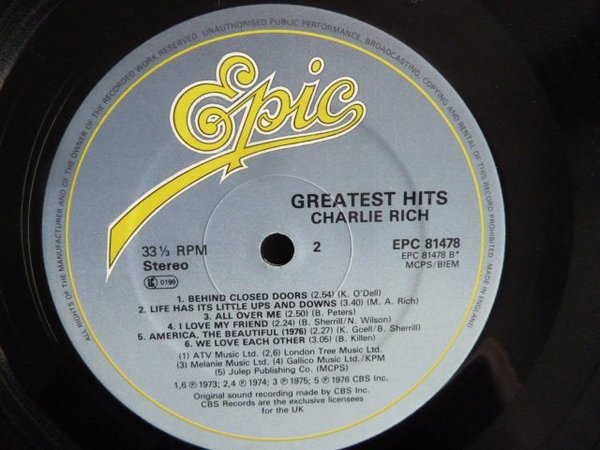 ALL RIGHTS OF THE MANUFACTURER AND OF THE OWNER OF THE RECORDED WORK RESERVED. UNAUTHORISED PUBLIC PERFORMANCE, BROADCASTING, COPYING AND RENTAL OF THIS RECORD PROHIBITED. MADE IN ENGLAND
Epic
GREATEST HITS
CHARLIE RICH
33⅓ RPM
Stereo
2
EPC 81478
EPC 81478 B*
MCPS/BIEM
LC 0199
1. BEHIND CLOSED DOORS (2.54) (K. O'Dell)
2. LIFE HAS ITS LITTLE UPS AND DOWNS (3.40) (M. A. Rich)
3. ALL OVER ME (2.50) (B. Peters)
4. I LOVE MY FRIEND (2.24) (B. Sherrill/N. Wilson)
5. AMERICA, THE BEAUTIFUL (1976) (2.27) (K. Goell/B. Sherrill)
6. WE LOVE EACH OTHER (3.05) (B. Killen)
(1) ATV Music Ltd. (2,6) London Tree Music Ltd.
(3) Melanie Music Ltd. (4) Gallico Music Ltd./KPM
(5) Julep Publishing Co. (MCPS)
1,6 ℗ 1973; 2,4 ℗ 1974; 3 ℗ 1975; 5 ℗ 1976 CBS Inc.
Original sound recording made by CBS Inc.
CBS Records are the exclusive licensees
for the UK